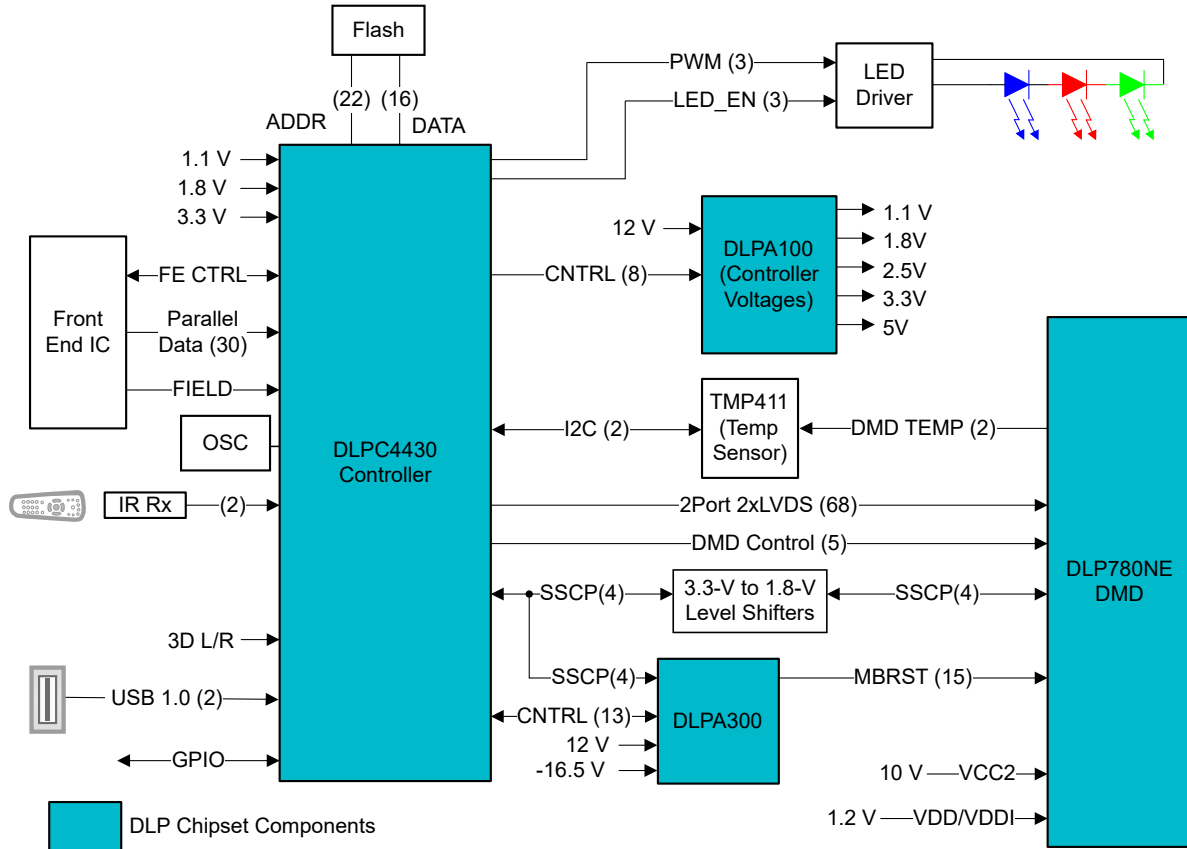 Flash
(22)
(16)
ADDR
DATA
PWM (3)
LED_EN (3)
LED
Driver
1.1 V
1.8 V
3.3 V
12 V
CNTRL (8)
DLPA100
(Controller
Voltages)
1.1 V
1.8V
2.5V
3.3V
5V
Front
End IC
FE CTRL
Parallel
Data (30)
FIELD
OSC
IR Rx
(2)
DLPC4430
Controller
I2C (2)
TMP411
(Temp
Sensor)
DMD TEMP (2)
2Port 2xLVDS (68)
DMD Control (5)
SSCP(4)
3.3-V to 1.8-V
Level Shifters
SSCP(4)
DLP780NE
DMD
3D L/R
USB 1.0 (2)
GPIO
SSCP(4)
CNTRL (13)
12 V
-16.5 V
DLPA300
MBRST (15)
10 V
VCC2
1.2 V
VDD/VDDI
DLP Chipset Components